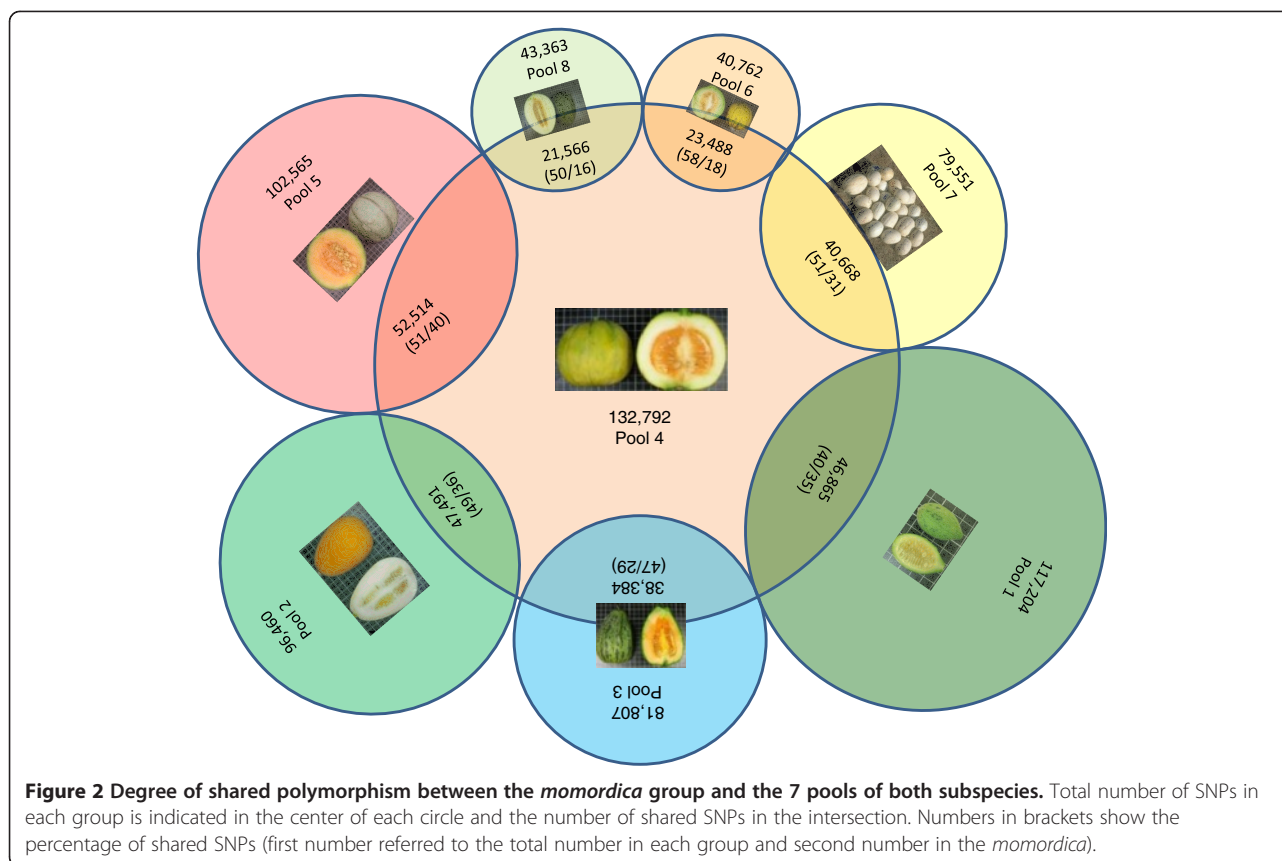 43,363
Pool 8
21,566
(50/16)
40,762
Pool 6
23,488
(58/18)
79,551
Pool 7
40,668
(51/31)
102,565
Pool 5
52,514
(51/40)
132,792
Pool 4
46,865
(40/35)
117,204
Pool 1
47,491
(49/36)
96,460
Pool 2
38,384
(47/29)
81,807
Pool 3
Figure 2 Degree of shared polymorphism between the momordica group and the 7 pools of both subspecies. Total number of SNPs in
each group is indicated in the center of each circle and the number of shared SNPs in the intersection. Numbers in brackets show the
percentage of shared SNPs (first number referred to the total number in each group and second number in the momordica).